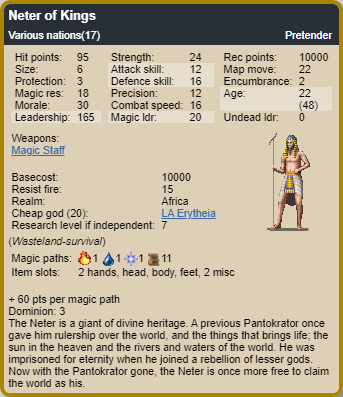 Neter of Kings
Various nations(17) Pretender
Hit points: 95 Strength: 24 Rec points: 10000
Size: 6 Attack skill: 12 Map move: 22
Protection: 3 Defence skill: 16 Encumbrance: 2
Magic res: 18 Precision: 12 Age: 22
Morale: 30 Combat speed: 16 (48)
Leadership: 165 Magic ldr: 20 Undead ldr: 0
Weapons:
Magic Staff
Basecost: 10000
Resist fire: 15
Realm: Africa
Cheap god (20): LA Erytheia
Research level if independent: 7
(Wasteland-survival)
Magic paths: 1 1 1 11
Item slots: 2 hands, head, body, feet, 2 misc
+ 60 pts per magic path
Dominion: 3
The Neter is a giant of divine heritage. A previous Pantokrator once
gave him rulership over the world, and the things that brings life; the
sun in the heaven and the rivers and waters of the world. He was
imprisoned for eternity when he joined a rebellion of lesser gods.
Now with the Pantokrator gone, the Neter is once more free to claim
the world as his.